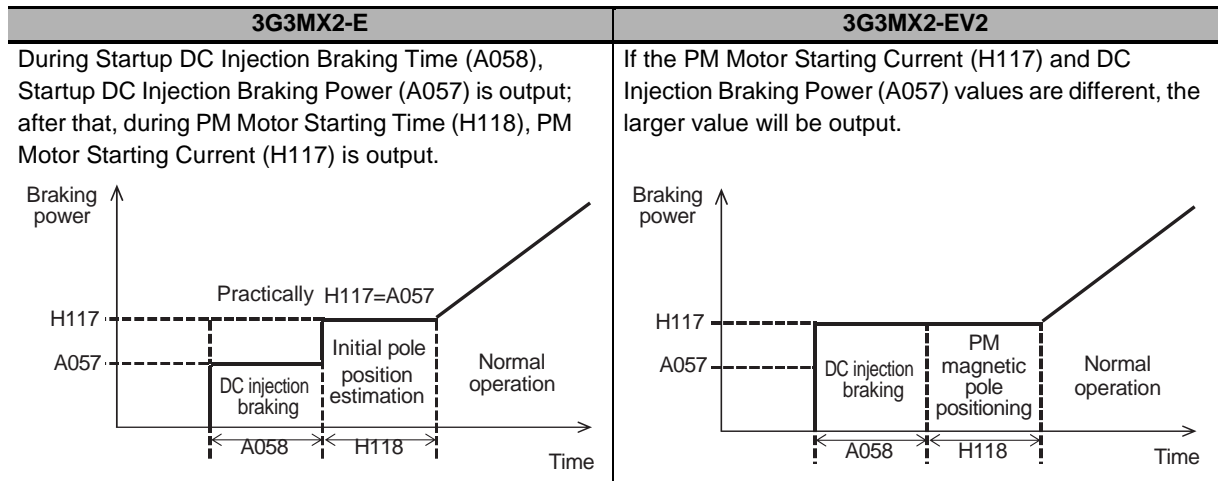 3G3MX2-E
During Startup DC Injection Braking Time (A058),
Startup DC Injection Braking Power (A057) is output;
after that, during PM Motor Starting Time (H118), PM
Motor Starting Current (H117) is output.
Braking
power
Practically H117=A057
H117
A057
DC injection
braking
Initial pole
position
estimation
Normal
operation
A058
H118
Time
3G3MX2-EV2
If the PM Motor Starting Current (H117) and DC
Injection Braking Power (A057) values are different, the
larger value will be output.
Braking
power
H117
A057
DC injection
braking
PM
magnetic
pole
positioning
Normal
operation
A058
H118
Time